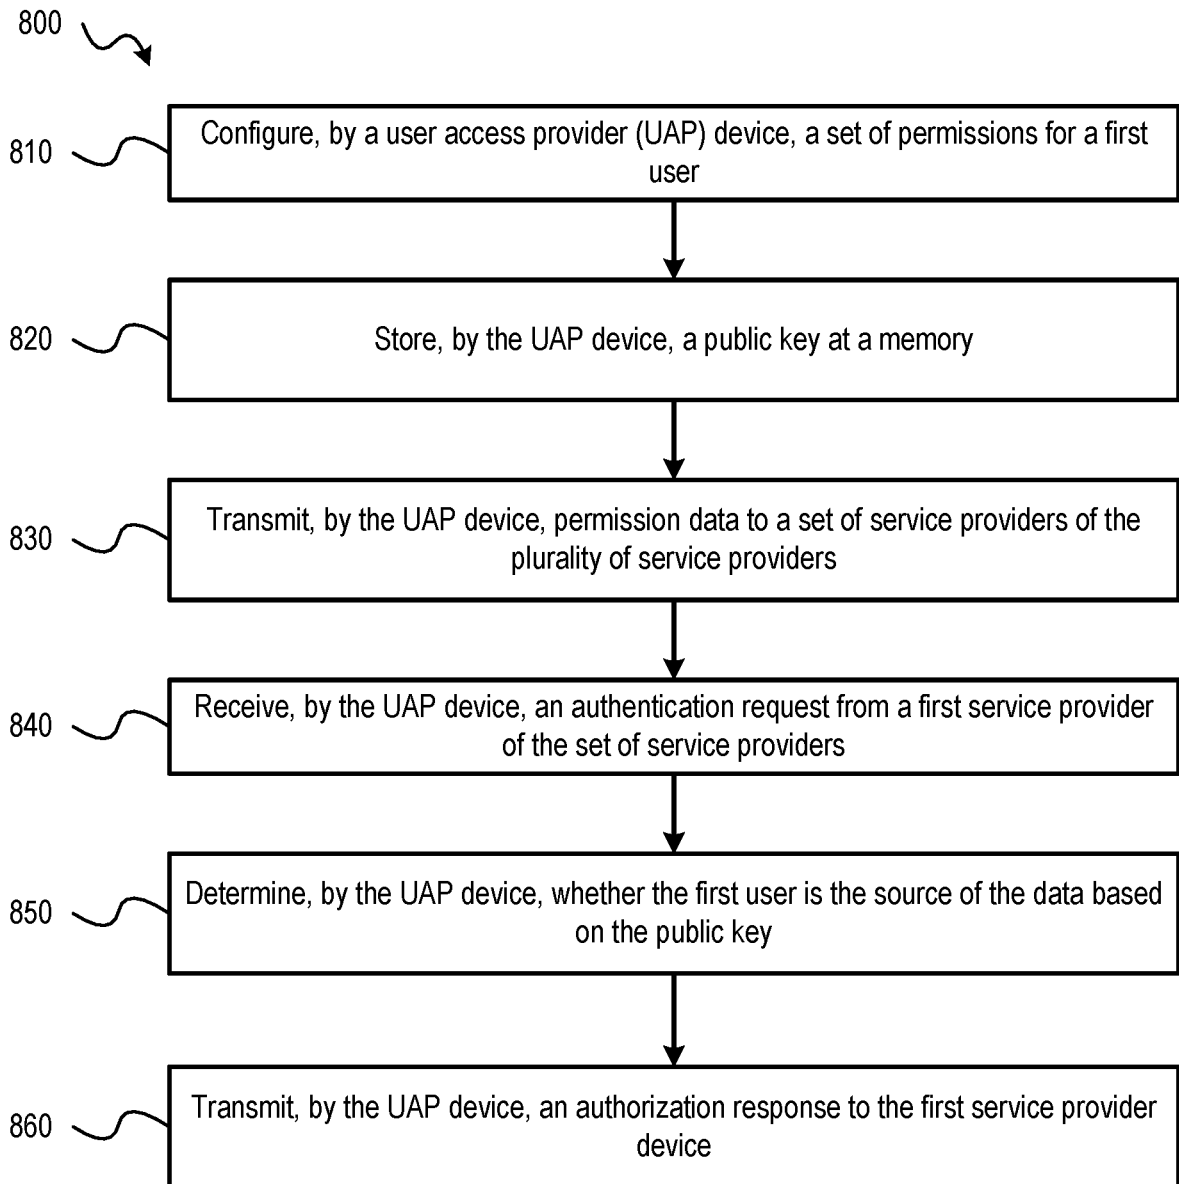 800
810
Configure, by a user access provider (UAP) device, a set of permissions for a first
user
820
Store, by the UAP device, a public key at a memory
830
Transmit, by the UAP device, permission data to a set of service providers of the
plurality of service providers
840
Receive, by the UAP device, an authentication request from a first service provider
of the set of service providers
850
Determine, by the UAP device, whether the first user is the source of the data based
on the public key
860
Transmit, by the UAP device, an authorization response to the first service provider
device